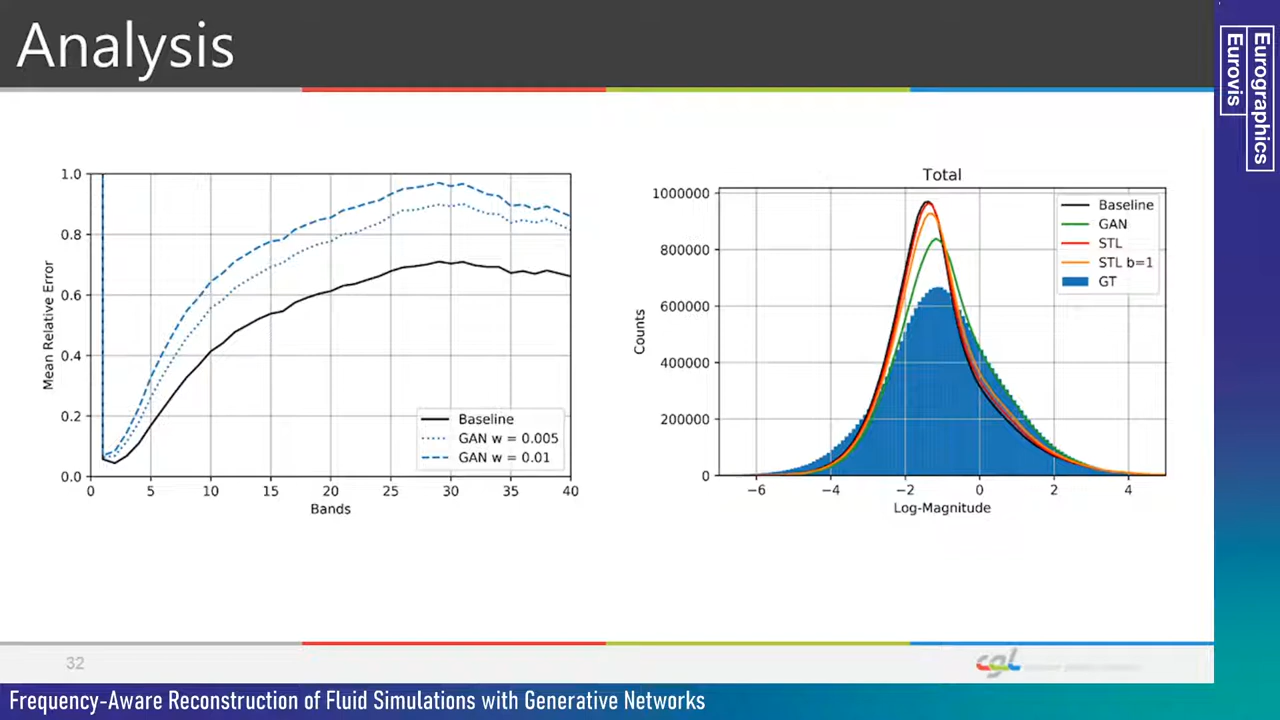 Analysis
Eurographics
Eurovis
1.0
0.8
0.6
0.4
0.2
0.0
Mean Relative Error
0 5 10 15 20 25 30 35 40
Bands
Baseline
GAN w = 0.005
GAN w = 0.01
Total
1000000
800000
600000
400000
200000
0
Counts
−6 −4 −2 0 2 4
Log-Magnitude
Baseline
GAN
STL
STL b=1
GT
32
cgl
Frequency-Aware Reconstruction of Fluid Simulations with Generative Networks